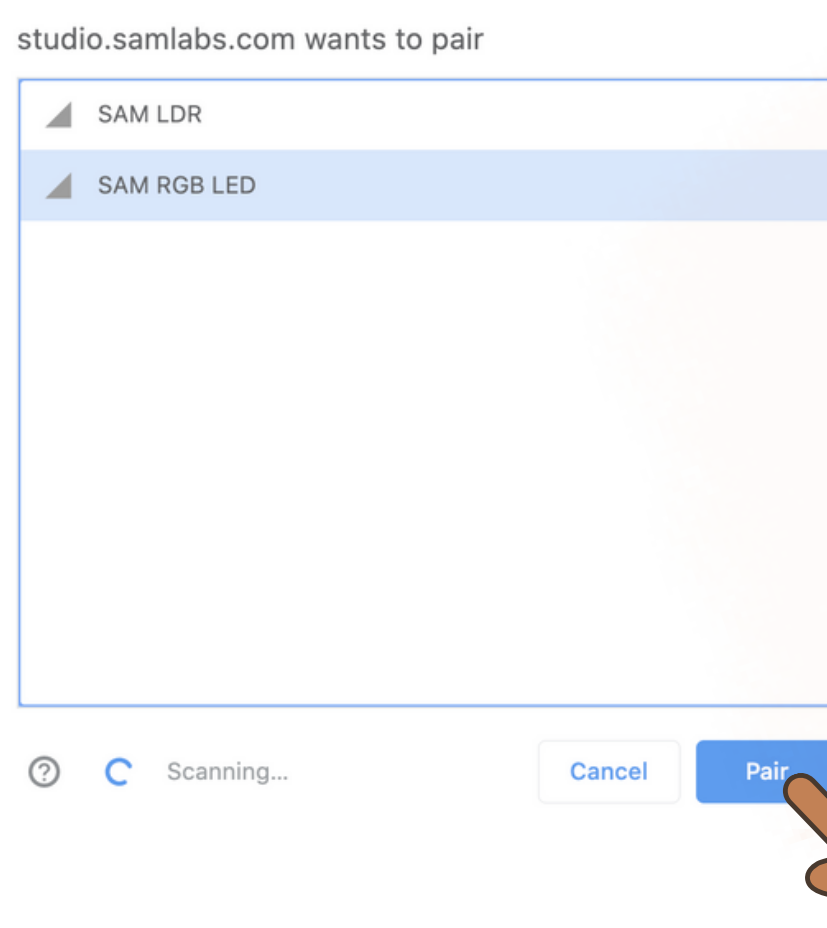 studio.samlabs.com wants to pair
SAM LDR
SAM RGB LED
Scanning...
Cancel
Pair